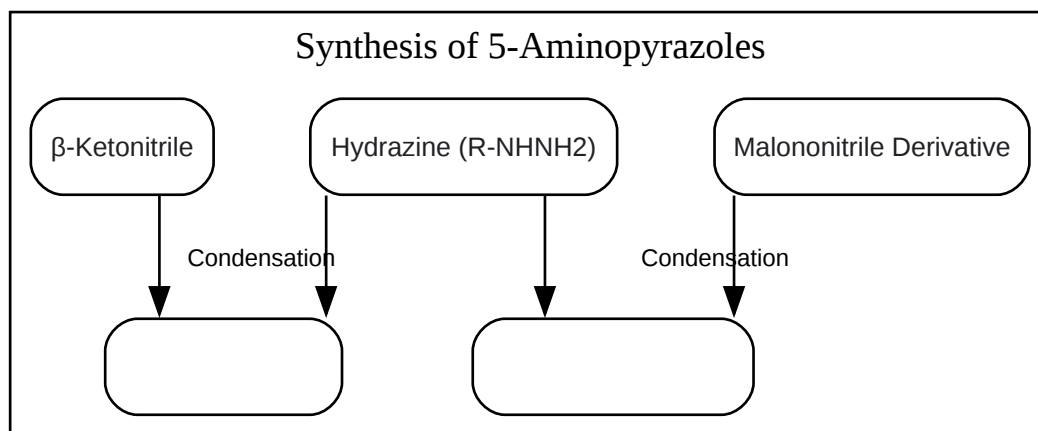 Synthesis of 5-Aminopyrazoles
β-Ketonitrile
Hydrazine (R-NHNH2)
Malononitrile Derivative
Condensation
Condensation